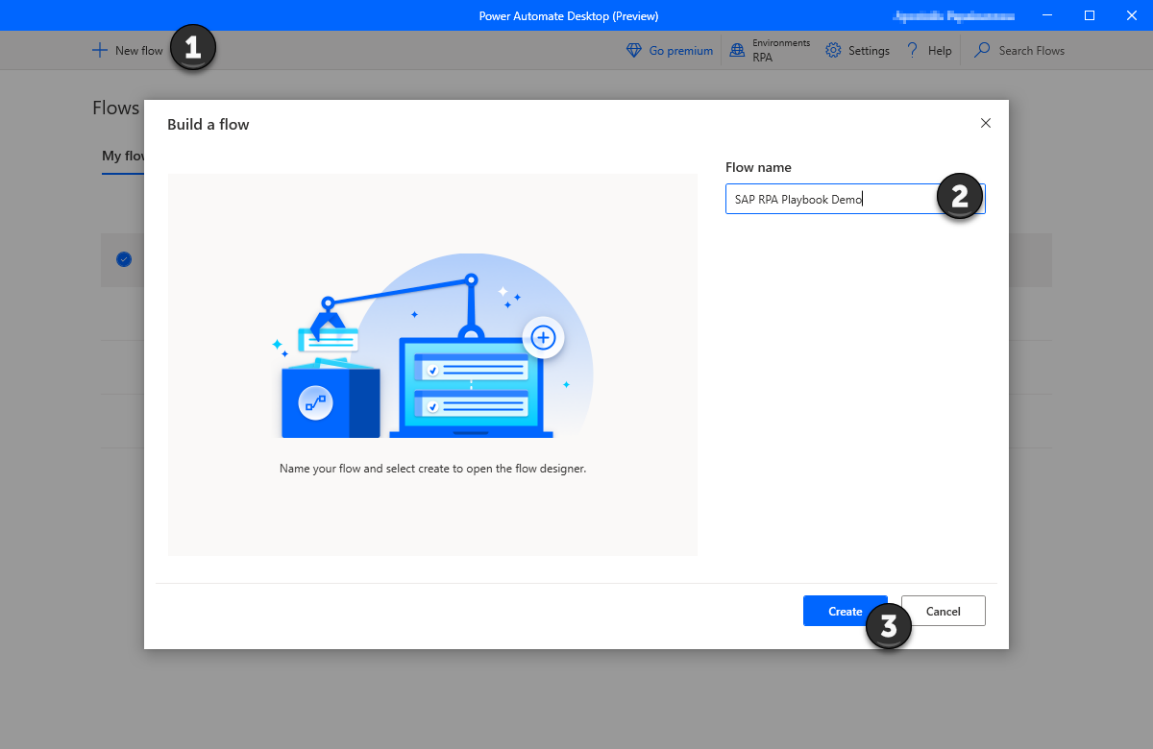 Power Automate Desktop (Preview)
New flow
1
Go premium
Environments
RPA
Settings
Help
Search Flows
Flows
Build a flow
My flow
Flow name
SAP RPA Playbook Demo
2
Name your flow and select create to open the flow designer.
Create
Cancel
3